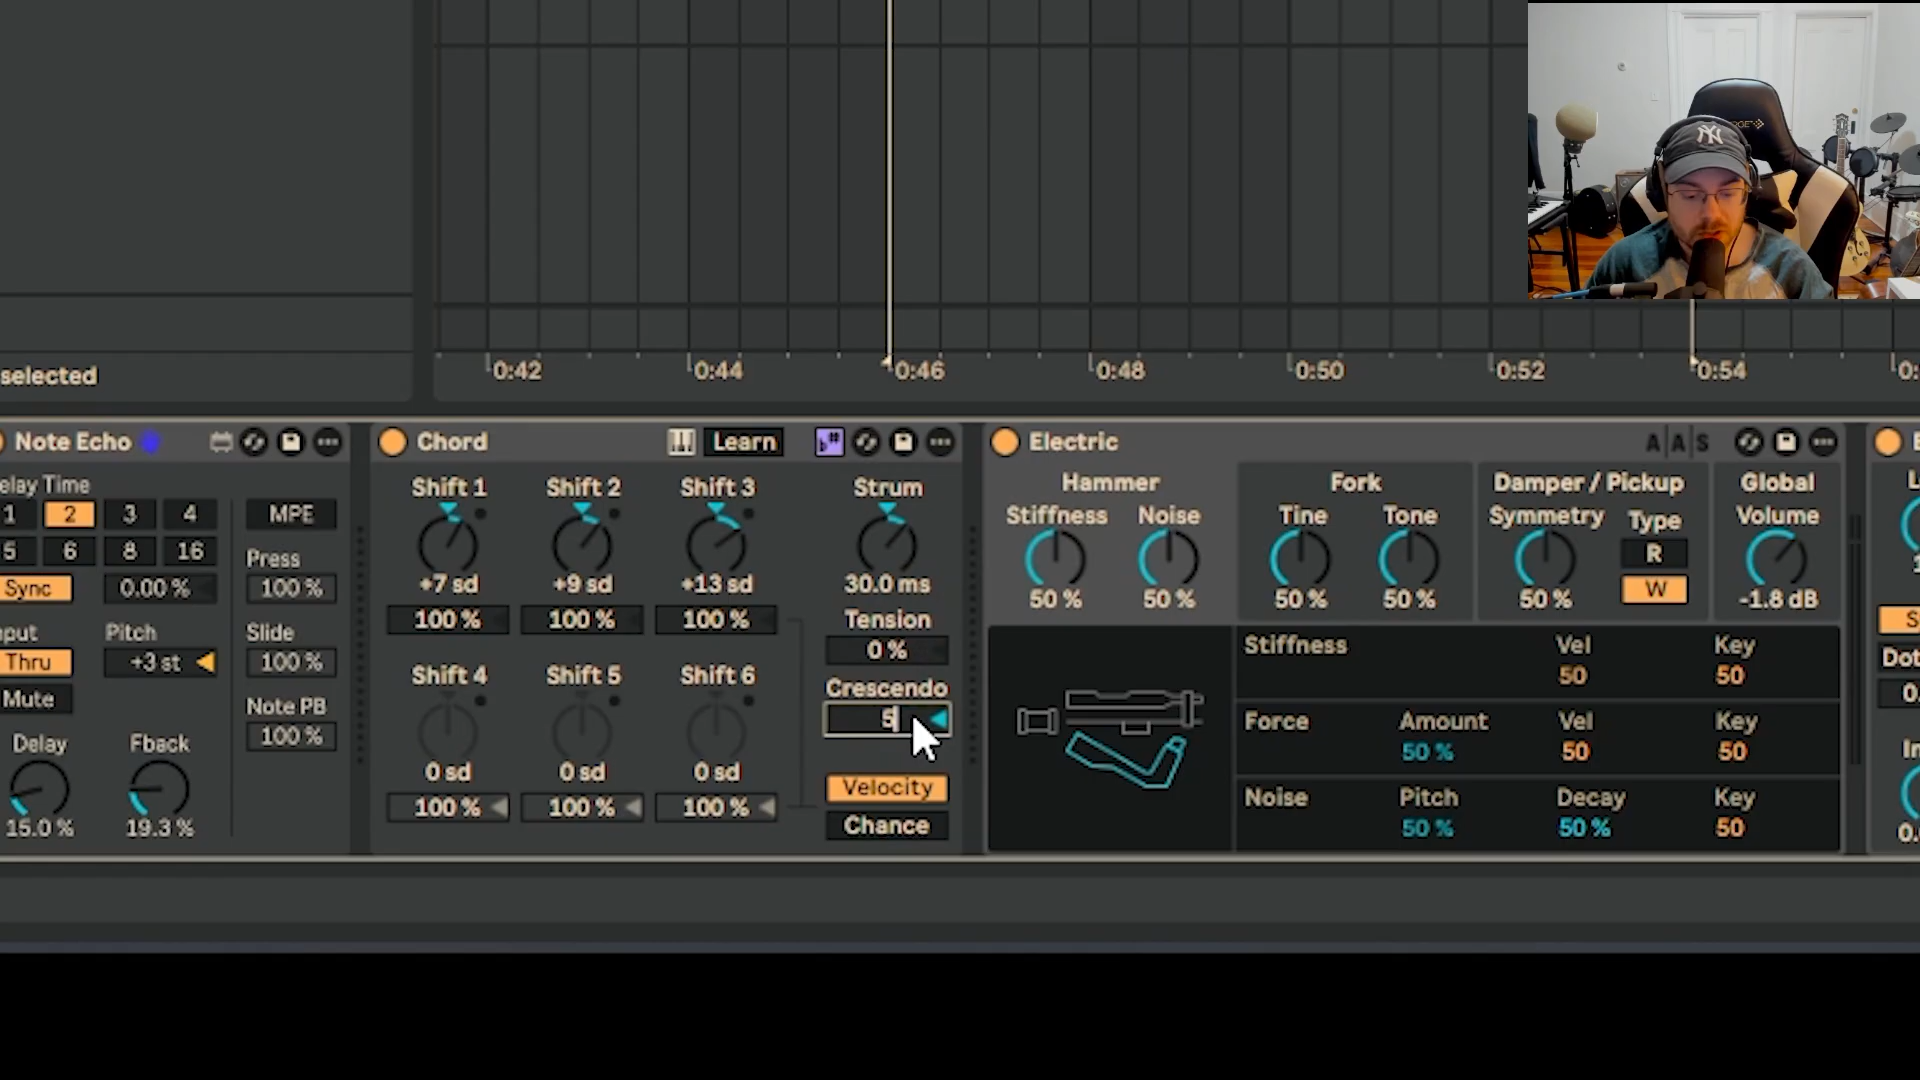 NY
selected
0:42 0:44 0:46 0:48 0:50 0:52 0:54 0:
Note Echo
elay Time
1 2 3 4
5 6 8 16
Sync 0.00 %
put Pitch
Thru +3 st
Mute
Delay Fback
15.0 % 19.3 %
MPE
Press
100 %
Slide
100 %
Note PB
100 %
Chord Learn b#
Shift 1 Shift 2 Shift 3
+7 sd +9 sd +13 sd
100 % 100 % 100 %
Shift 4 Shift 5 Shift 6
0 sd 0 sd 0 sd
100 % 100 % 100 %
Strum
30.0 ms
Tension
0 %
Crescendo
5
Velocity
Chance
Electric A|A|S
Hammer
Stiffness Noise
50 % 50 %
Fork
Tine Tone
50 % 50 %
Damper / Pickup
Symmetry Type
R
50 % W
Global
Volume
-1.8 dB
Stiffness Vel Key
50 50
Force Amount Vel Key
50 % 50 50
Noise Pitch Decay Key
50 % 50 % 50
S
Dot
0.
In
0.